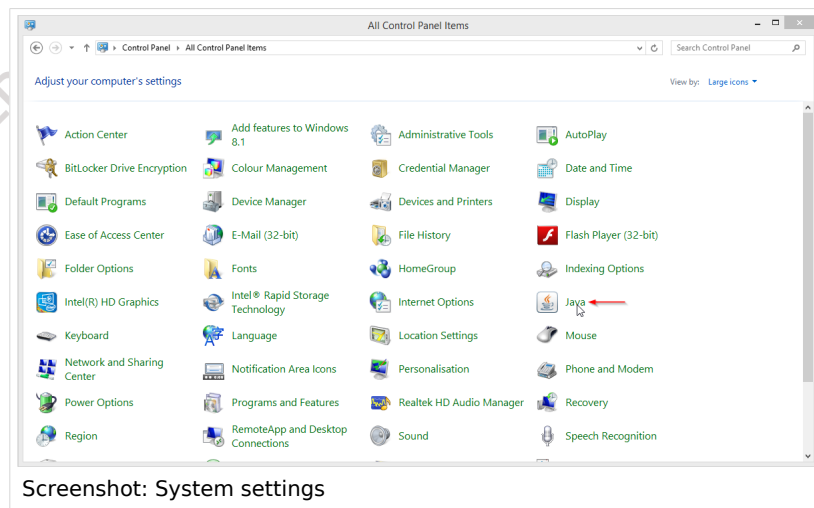 All Control Panel Items
Control Panel All Control Panel Items
Search Control Panel
Adjust your computer's settings
View by: Large icons
Action Center
Add features to Windows
8.1
Administrative Tools
AutoPlay
BitLocker Drive Encryption
Colour Management
Credential Manager
Date and Time
Default Programs
Device Manager
Devices and Printers
Display
Ease of Access Center
E-Mail (32-bit)
File History
Flash Player (32-bit)
Folder Options
Fonts
HomeGroup
Indexing Options
Intel(R) HD Graphics
Intel® Rapid Storage
Technology
Internet Options
Java
Keyboard
Language
Location Settings
Mouse
Network and Sharing
Center
Notification Area Icons
Personalisation
Phone and Modem
Power Options
Programs and Features
Realtek HD Audio Manager
Recovery
Region
RemoteApp and Desktop
Connections
Sound
Speech Recognition
Screenshot: System settings